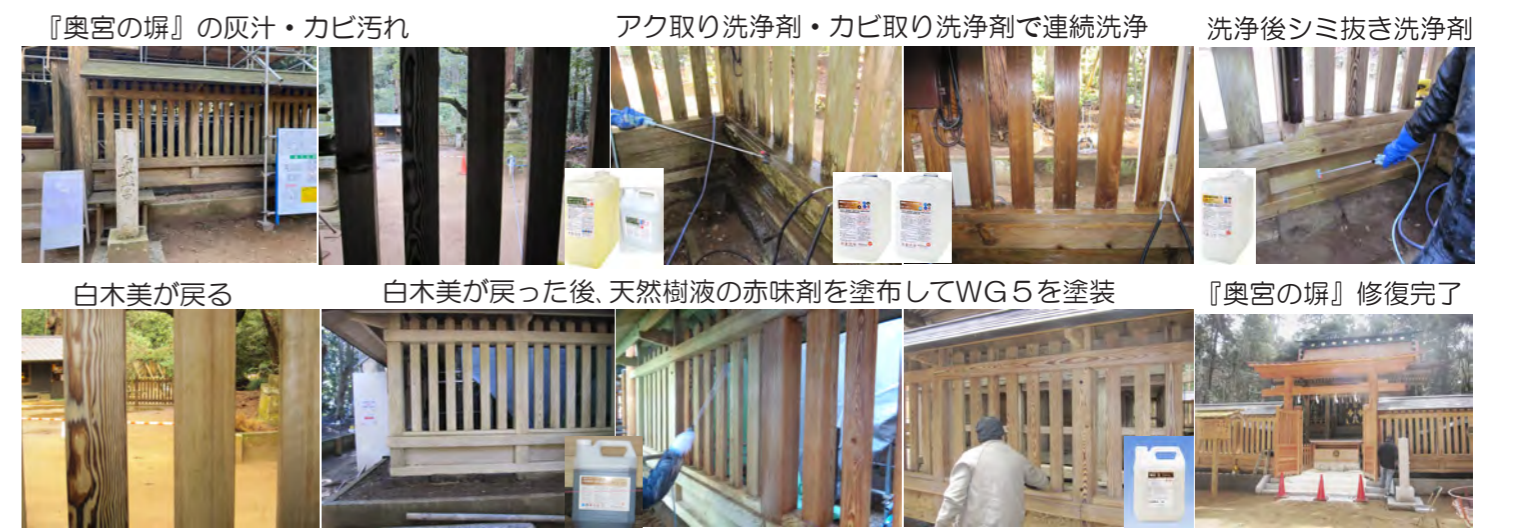 『奥宮の塀』の灰汁・カビ汚れ
アク取り洗浄剤・カビ取り洗浄剤で連続洗浄
洗浄後シミ抜き洗浄剤
白木美が戻る
白木美が戻った後、天然樹液の赤味剤を塗布してWG5を塗装
『奥宮の塀』修復完了